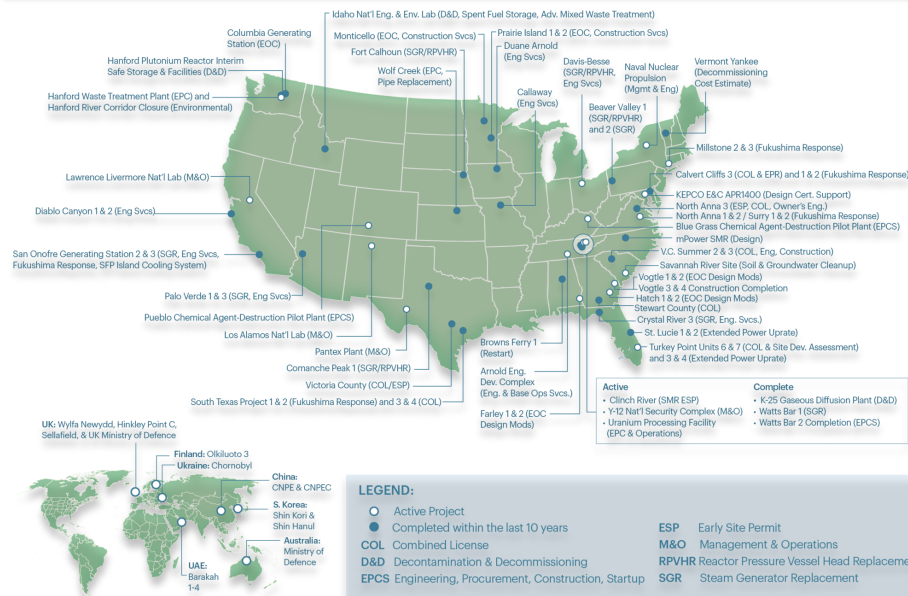 Idaho Nat'l Eng. & Env. Lab (D&D, Spent Fuel Storage, Adv. Mixed Waste Treatment)
Columbia Generating
Station (EOC)
Monticello (EOC, Construction Svcs)
Prairie Island 1 & 2 (EOC, Construction Svcs)
Fort Calhoun (SGR/RPVHR)
Duane Arnold
(Eng Svcs)
Hanford Plutonium Reactor Interim
Safe Storage & Facilities (D&D)
Wolf Creek (EPC,
Pipe Replacement)
Davis-Besse
(SGR/RPVHR,
Eng Svcs)
Naval Nuclear
Propulsion
(Mgmt & Eng)
Vermont Yankee
(Decommissioning
Cost Estimate)
Hanford Waste Treatment Plant (EPC) and
Hanford River Corridor Closure (Environmental)
Callaway
(Eng Svcs)
Beaver Valley 1
(SGR/RPVHR)
and 2 (SGR)
Millstone 2 & 3 (Fukushima Response)
Lawrence Livermore Nat'l Lab (M&O)
Calvert Cliffs 3 (COL & EPR) and 1 & 2 (Fukushima Response)
KEPCO E&C APR1400 (Design Cert. Support)
Diablo Canyon 1 & 2 (Eng Svcs)
North Anna 3 (ESP, COL, Owner's Eng.)
North Anna 1 & 2 / Surry 1 & 2 (Fukushima Response)
Blue Grass Chemical Agent-Destruction Pilot Plant (EPCS)
mPower SMR (Design)
San Onofre Generating Station 2 & 3 (SGR, Eng Svcs,
Fukushima Response, SFP Island Cooling System)
V.C. Summer 2 & 3 (COL, Eng, Construction)
Savannah River Site (Soil & Groundwater Cleanup)
Vogtle 1 & 2 (EOC Design Mods)
Vogtle 3 & 4 Construction Completion
Palo Verde 1 & 3 (SGR, Eng Svcs)
Hatch 1 & 2 (EOC Design Mods)
Stewart County (COL)
Pueblo Chemical Agent-Destruction Pilot Plant (EPCS)
Crystal River 3 (SGR, Eng. Svcs.)
Los Alamos Nat'l Lab (M&O)
St. Lucie 1 & 2 (Extended Power Uprate)
Pantex Plant (M&O)
Browns Ferry 1
(Restart)
Turkey Point Units 6 & 7 (COL & Site Dev. Assessment)
and 3 & 4 (Extended Power Uprate)
Comanche Peak 1 (SGR/RPVHR)
Arnold Eng.
Dev. Complex
(Eng. & Base Ops Svcs.)
Victoria County (COL/ESP)
South Texas Project 1 & 2 (Fukushima Response) and 3 & 4 (COL)
Farley 1 & 2 (EOC
Design Mods)
Active
• Clinch River (SMR ESP)
• Y-12 Nat'l Security Complex (M&O)
• Uranium Processing Facility
(EPC & Operations)
Complete
• K-25 Gaseous Diffusion Plant (D&D)
• Watts Bar 1 (SGR)
• Watts Bar 2 Completion (EPCS)
UK: Wylfa Newydd, Hinkley Point C,
Sellafield, & UK Ministry of Defence
Finland: Olkiluoto 3
Ukraine: Chornobyl
China:
CNPE & CNPEC
S. Korea:
Shin Kori &
Shin Hanul
Australia:
Ministry of
Defence
UAE:
Barakah
1-4
LEGEND:
Active Project
Completed within the last 10 years
COL Combined License
D&D Decontamination & Decommissioning
EPCS Engineering, Procurement, Construction, Startup
ESP Early Site Permit
M&O Management & Operations
RPVHR Reactor Pressure Vessel Head Replaceme
SGR Steam Generator Replacement